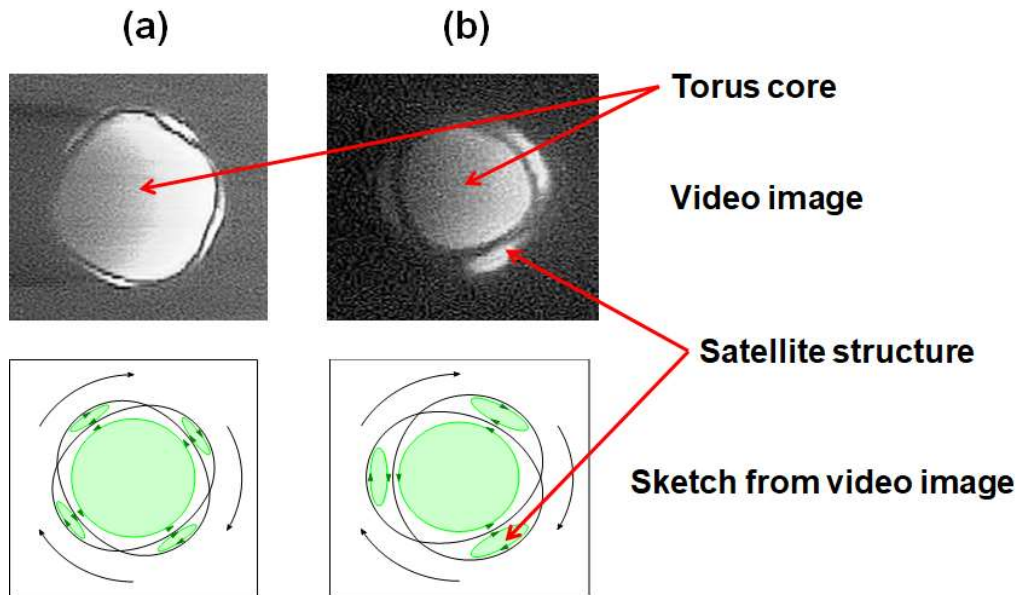 (a)
(b)
Torus core
Video image
Satellite structure
Sketch from video image